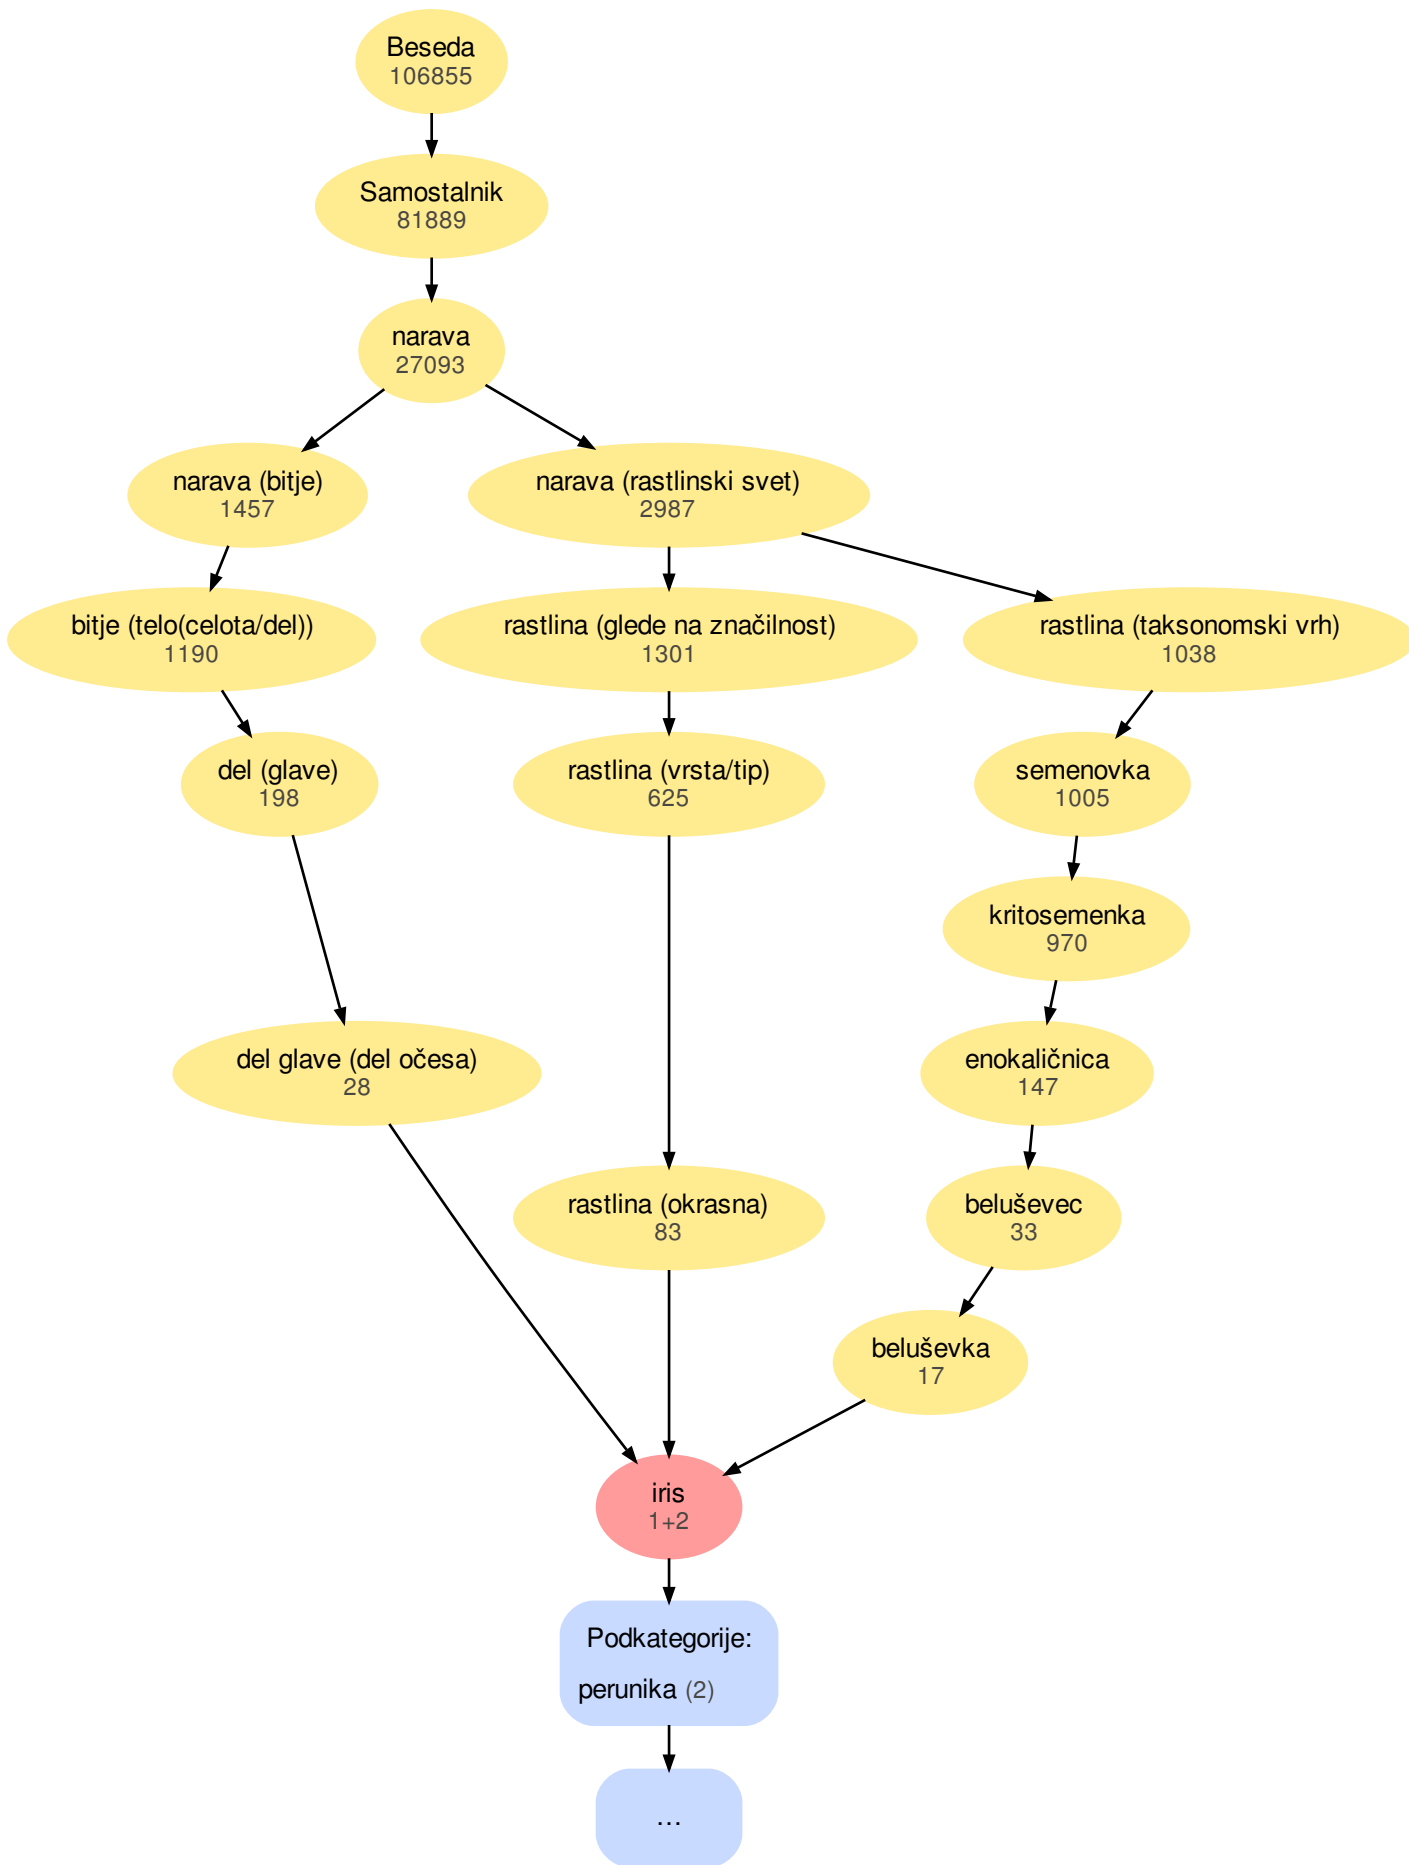 Beseda
106855
Samostalnik
81889
narava
27093
narava (bitje)
1457
narava (rastlinski svet)
2987
bitje (telo(celota/del))
1190
rastlina (glede na značilnost)
1301
rastlina (taksonomski vrh)
1038
del (glave)
198
rastlina (vrsta/tip)
625
semenovka
1005
kritosemenka
970
del glave (del očesa)
28
enokaličnica
147
rastlina (okrasna)
83
beluševec
33
beluševka
17
iris
1+2
Podkategorije:
perunika (2)
…